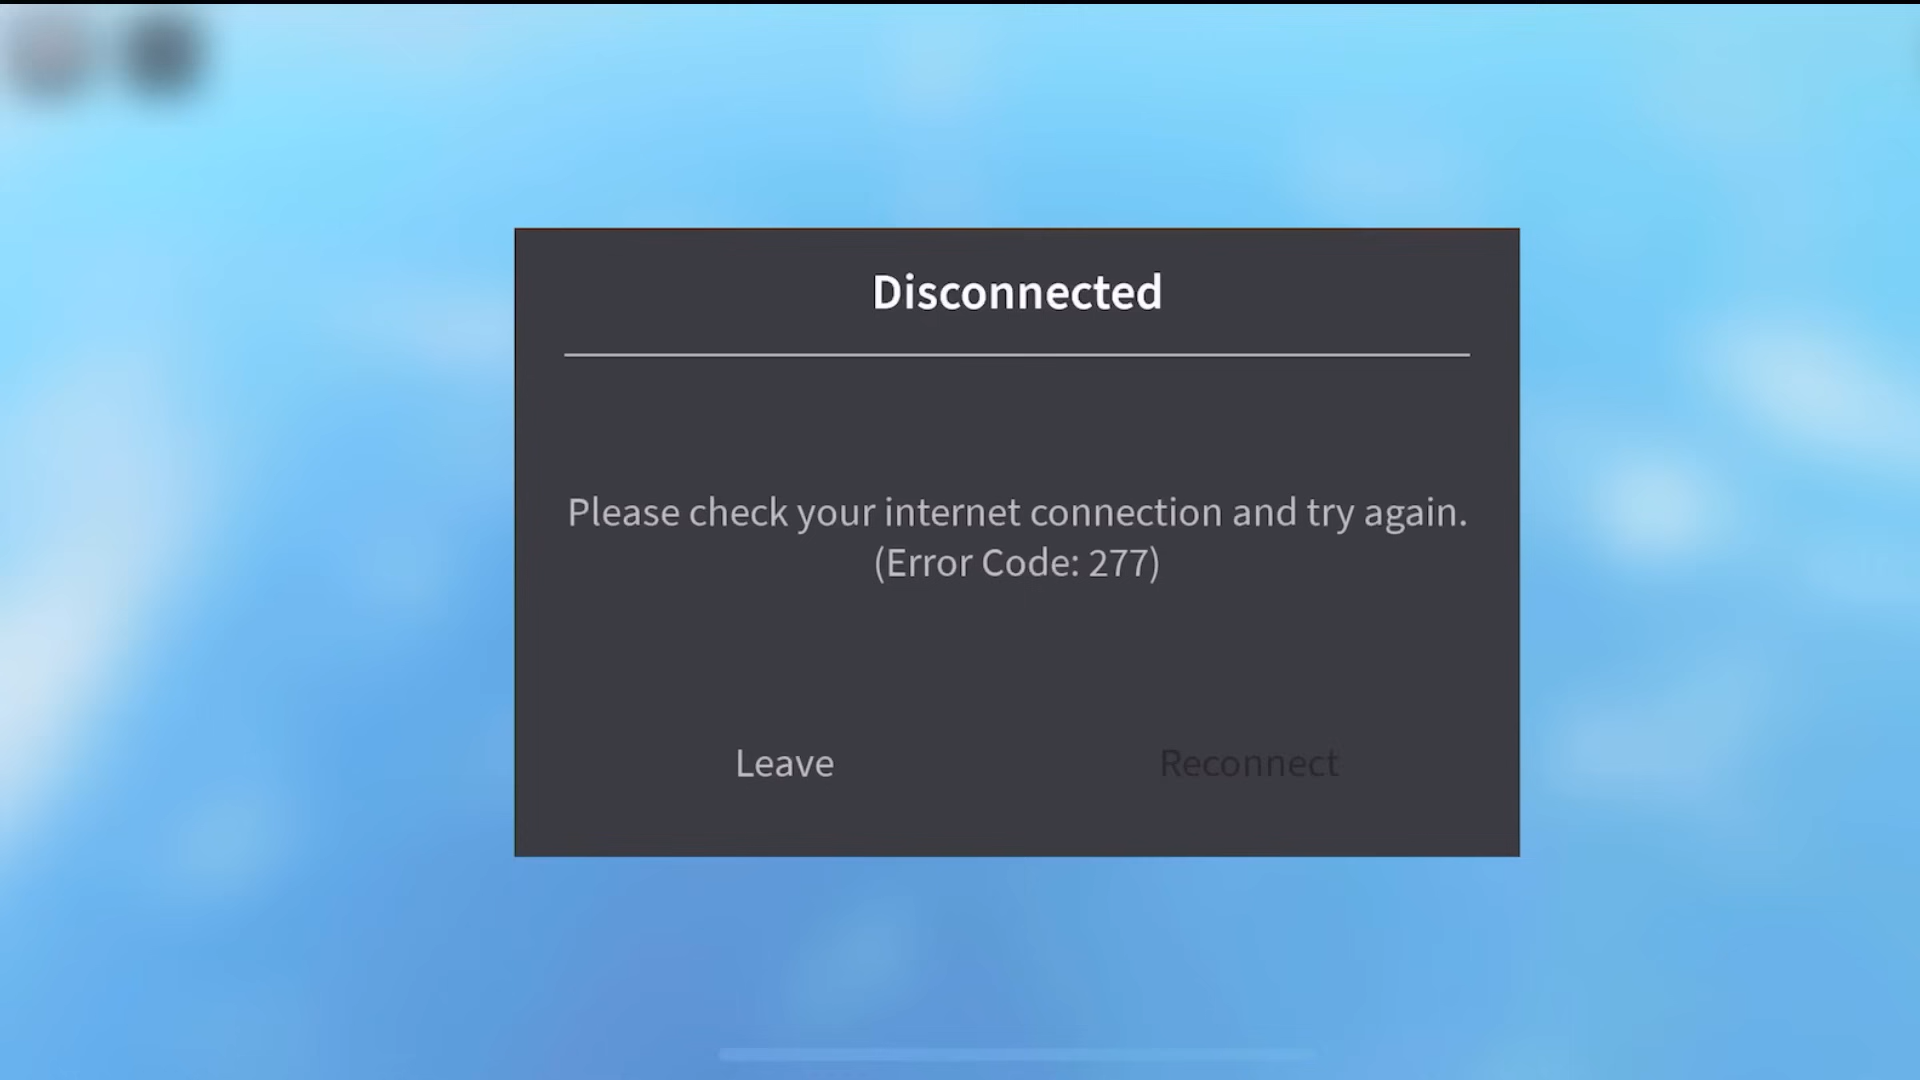 Disconnected
Please check your internet connection and try again.
(Error Code: 277)
Leave
Reconnect